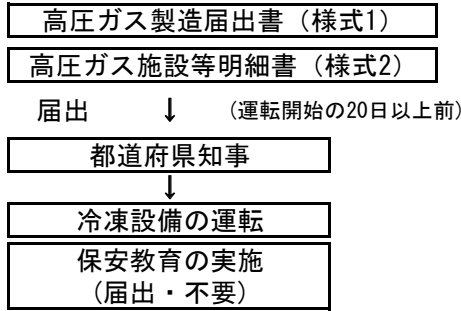 高圧ガス製造届出書（様式1）
高圧ガス施設等明細書（様式2）
届出 ↓ （運転開始の20日以上前）
都道府県知事
↓
冷凍設備の運転
保安教育の実施
（届出・不要）